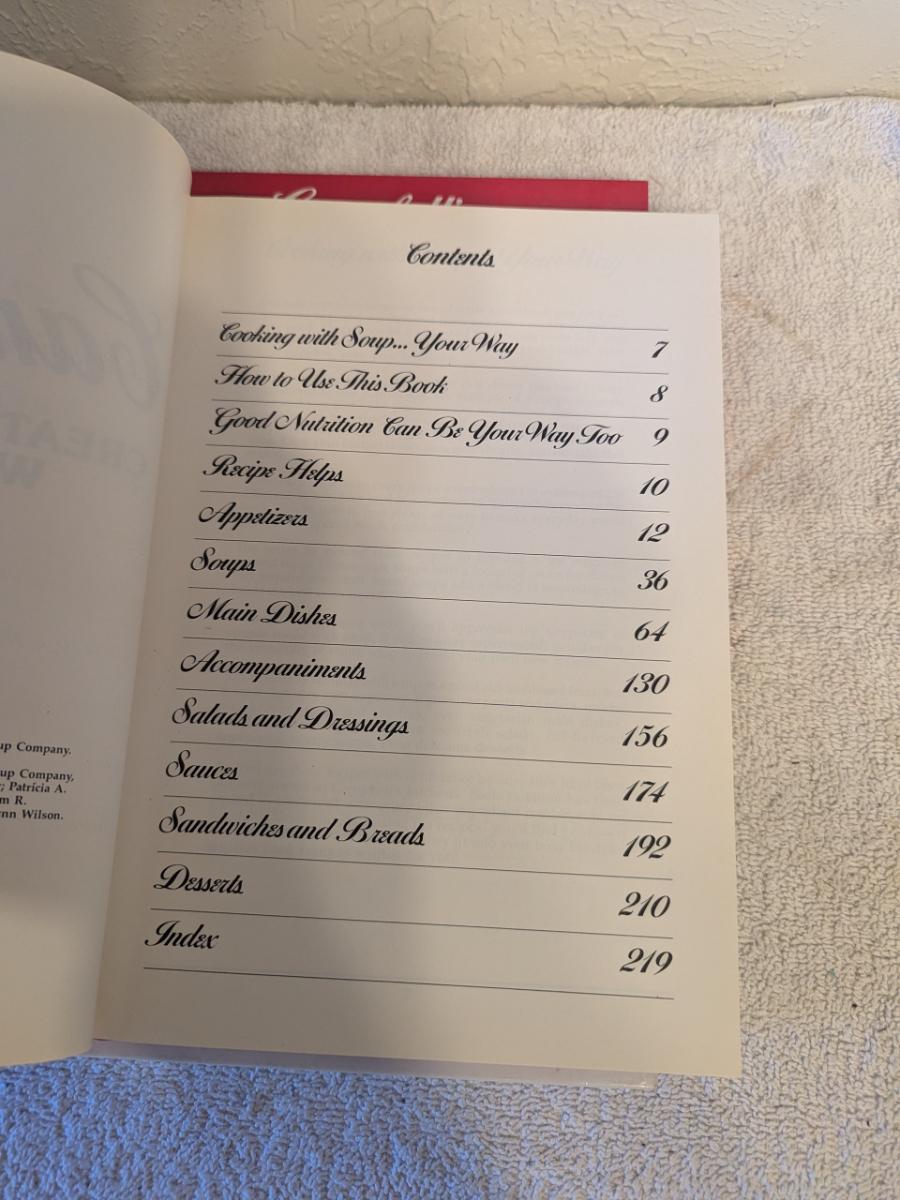 up Company.
up Company,
; Patricia A.
m R.
nn Wilson.
Contents
Cooking with Soup... Your Way 7
How to Use This Book 8
Good Nutrition Can Be Your Way Too 9
Recipe Helps 10
Appetizers 12
Soups 36
Main Dishes 64
Accompaniments 130
Salads and Dressings 156
Sauces 174
Sandwiches and Breads 192
Desserts 210
Index 219